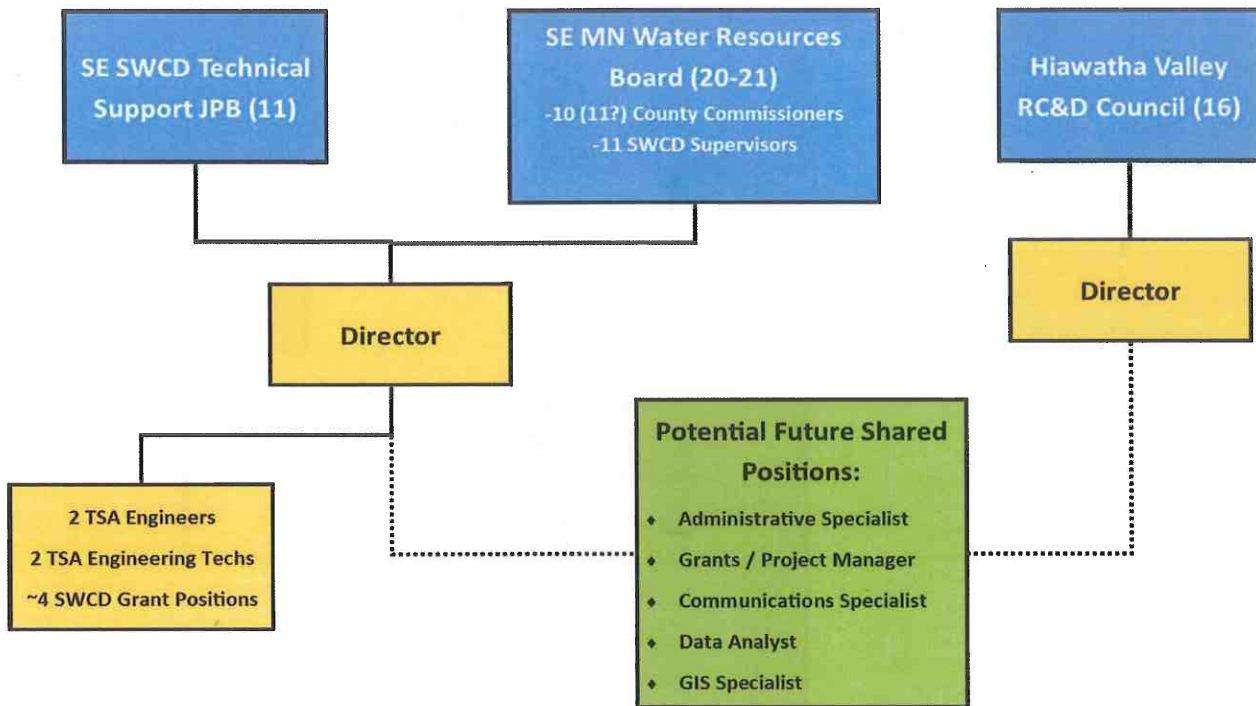 SE SWCD Technical
Support JPB (11)
SE MN Water Resources
Board (20-21)
-10 (11?) County Commissioners
-11 SWCD Supervisors
Hiawatha Valley
RC&D Council (16)
Director
Director
2 TSA Engineers
2 TSA Engineering Techs
~4 SWCD Grant Positions
Potential Future Shared
Positions:
♦ Administrative Specialist
♦ Grants / Project Manager
♦ Communications Specialist
♦ Data Analyst
♦ GIS Specialist